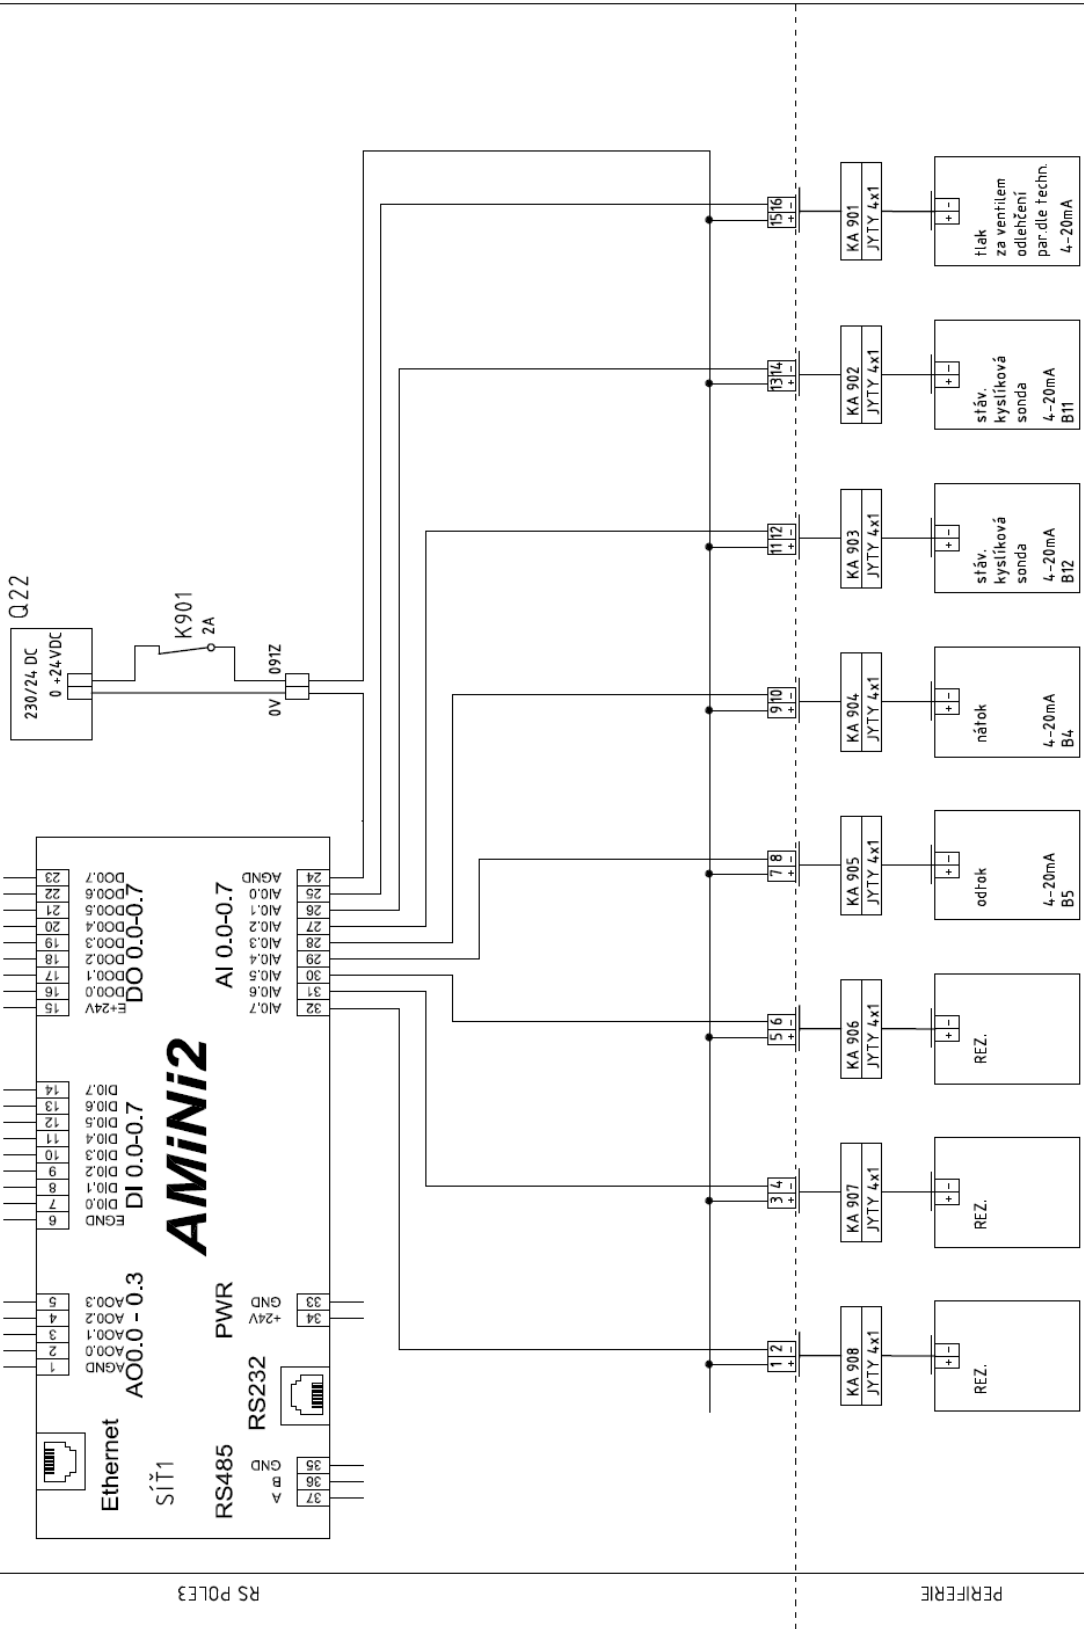 Q22
230/24 DC
0 +24VDC
K901
2A
0V
091Z
Ethernet
SÍŤ1
AO0.0 - 0.3
1 AGND
2 AO0.0
3 AO0.1
4 AO0.2
5 AO0.3
DI 0.0-0.7
6 EGND
7 DI0.0
8 DI0.1
9 DI0.2
10 DI0.3
11 DI0.4
12 DI0.5
13 DI0.6
14 DI0.7
DO 0.0-0.7
15 E+24V
16 DO0.0
17 DO0.1
18 DO0.2
19 DO0.3
20 DO0.4
21 DO0.5
22 DO0.6
23 DO0.7
AMiNi2
RS485
37 A
36 B
35 GND
RS232
PWR
34 +24V
33 GND
AI 0.0-0.7
32 AI0.7
31 AI0.6
30 AI0.5
29 AI0.4
28 AI0.3
27 AI0.2
26 AI0.1
25 AI0.0
24 AGND
1 2
+ -
3 4
+ -
5 6
+ -
7 8
+ -
9 10
+ -
11 12
+ -
13 14
+ -
15 16
+ -
KA 908
JYTY 4x1
KA 907
JYTY 4x1
KA 906
JYTY 4x1
KA 905
JYTY 4x1
KA 904
JYTY 4x1
KA 903
JYTY 4x1
KA 902
JYTY 4x1
KA 901
JYTY 4x1
+ -
REZ.
+ -
REZ.
+ -
REZ.
+ -
odtok
4-20mA
B5
+ -
nátok
4-20mA
B4
+ -
stáv.
kyslíková
sonda
4-20mA
B12
+ -
stáv.
kyslíková
sonda
4-20mA
B11
+ -
tlak
za ventilem
odlehčení
par.dle techn.
4-20mA
RS POLE3
PERIFERIE